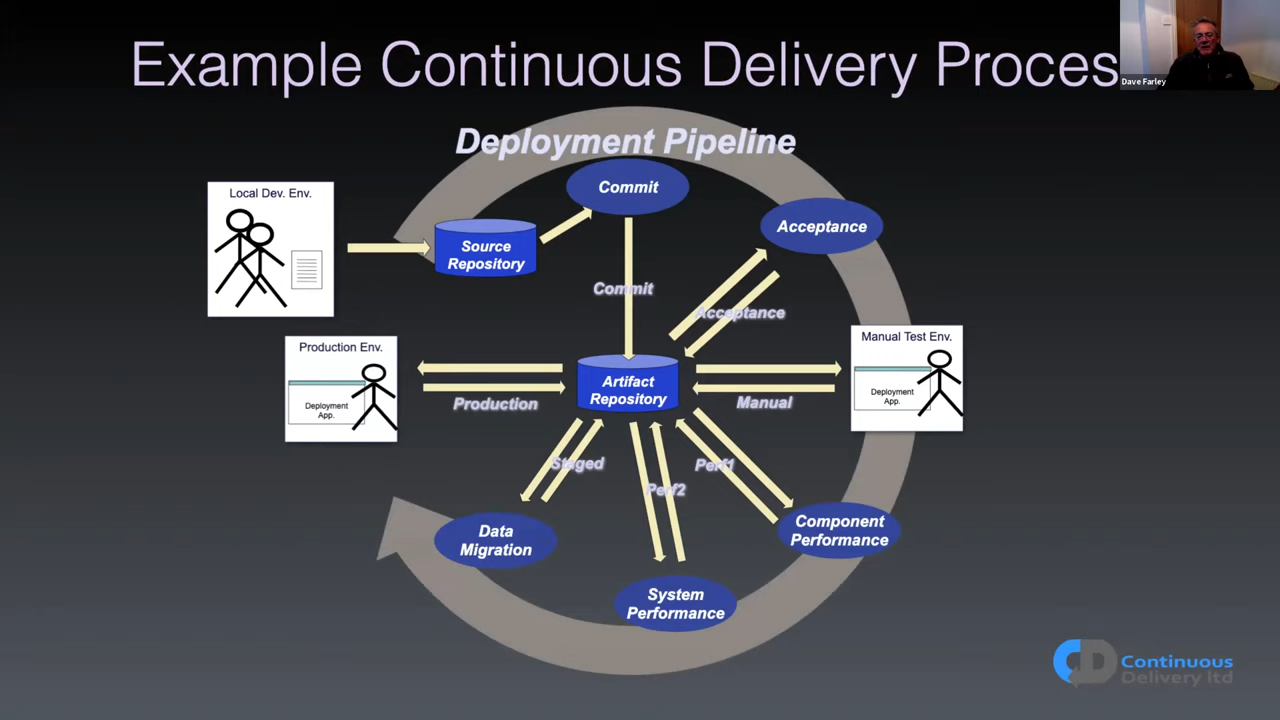 Example Continuous Delivery Proces
Dave Farley
Deployment Pipeline
Local Dev. Env.
Commit
Source
Repository
Acceptance
Commit
Acceptance
Production Env.
Deployment
App.
Artifact
Repository
Manual Test Env.
Deployment
App.
Production
Manual
Staged
Perf2
Perf1
Data
Migration
Component
Performance
System
Performance
CD
Continuous
Delivery ltd